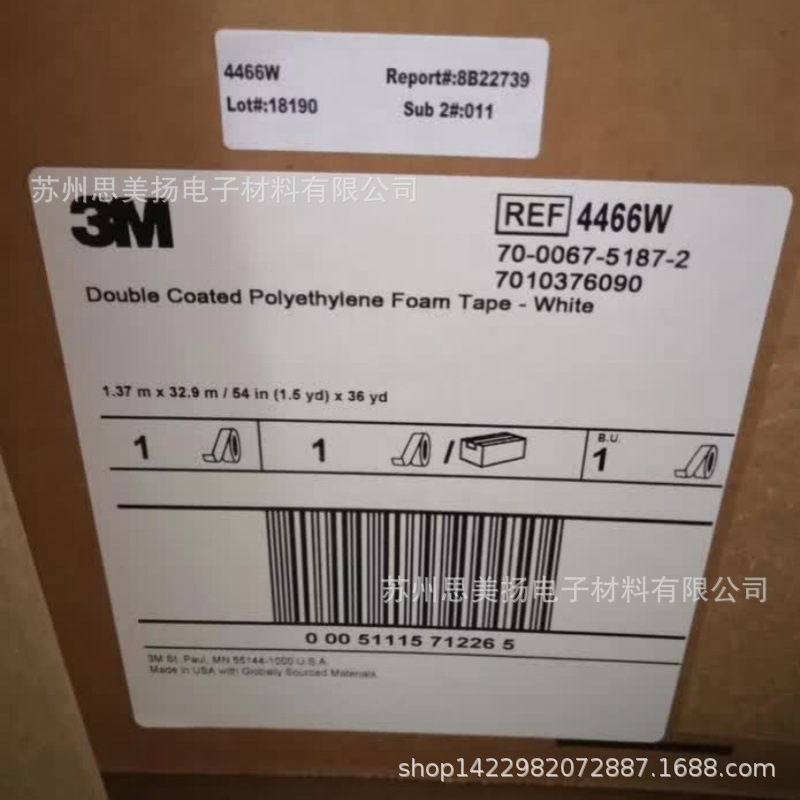 4466W Report#:8B22739
Lot#:18190 Sub 2#:011
苏州思美扬电子材料有限公司
3M
REF 4466W
70-0067-5187-2
7010376090
Double Coated Polyethylene Foam Tape - White
1.37 m x 32.9 m / 54 in (1.5 yd) x 36 yd
B.U.
1 1 / 1
苏州思美扬电子材料有限公司
0 00 51115 71226 5
3M St. Paul, MN 55144-1000 U.S.A.
Made in USA with Globally Sourced Materials
shop1422982072887.1688.com